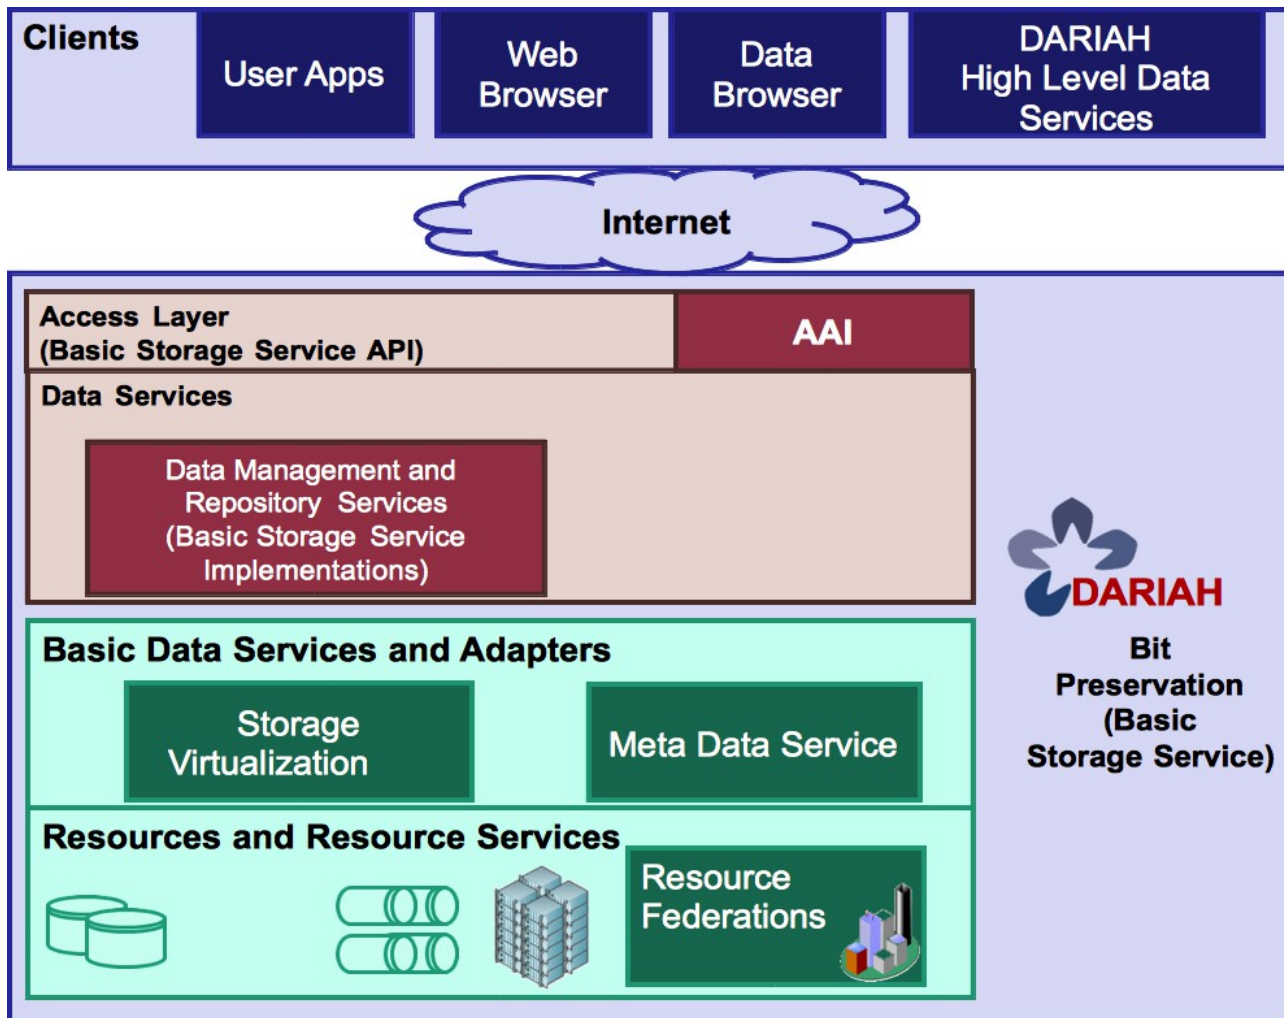 Clients
User Apps
Web
Browser
Data
Browser
DARIAH
High Level Data
Services
Internet
Access Layer
(Basic Storage Service API)
AAI
Data Services
Data Management and
Repository Services
(Basic Storage Service
Implementations)
DARIAH
Bit
Preservation
(Basic
Storage Service)
Basic Data Services and Adapters
Storage
Virtualization
Meta Data Service
Resources and Resource Services
Resource
Federations